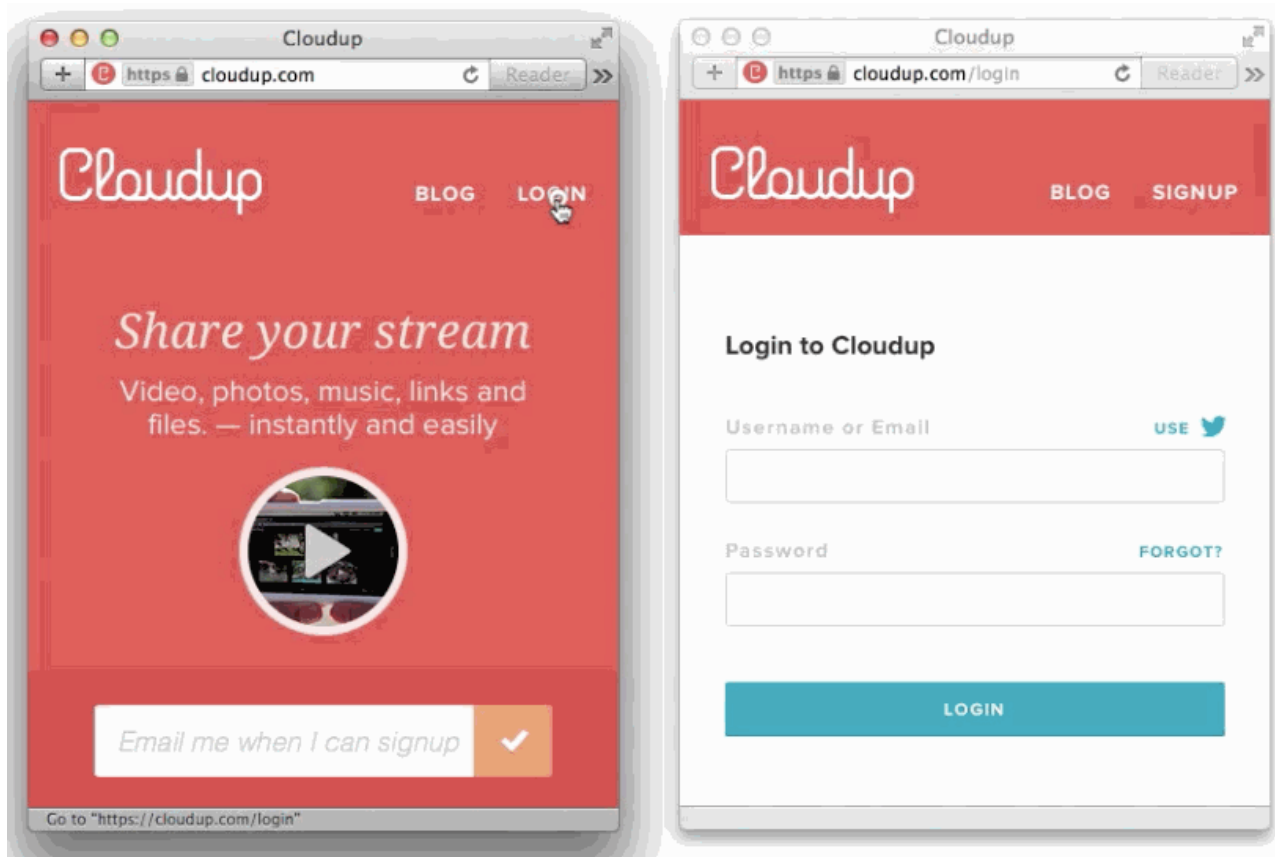 Cloudup
https cloudup.com Reader
Cloudup
BLOG LOGIN
Share your stream
Video, photos, music, links and
files. — instantly and easily
Email me when I can signup
Go to "https://cloudup.com/login"
Cloudup
https cloudup.com/login Reader
Cloudup
BLOG SIGNUP
Login to Cloudup
Username or Email USE
Password FORGOT?
LOGIN